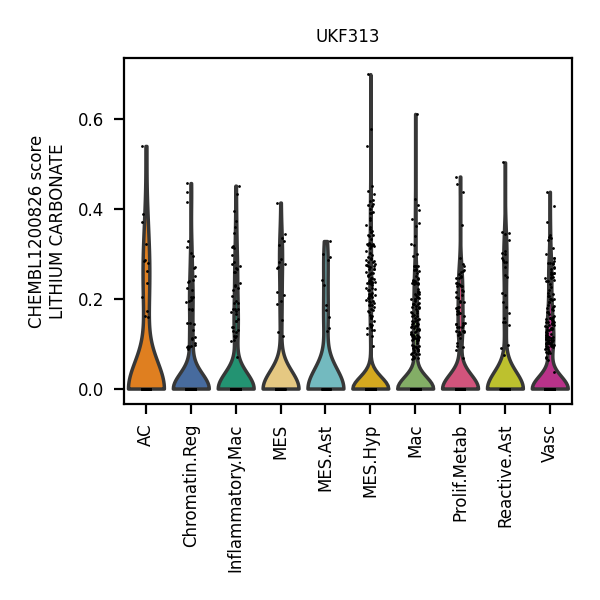 UKF313
CHEMBL1200826 score
LITHIUM CARBONATE
0.6
0.4
0.2
0.0
AC
Chromatin.Reg
Inflammatory.Mac
MES
MES.Ast
MES.Hyp
Mac
Prolif.Metab
Reactive.Ast
Vasc